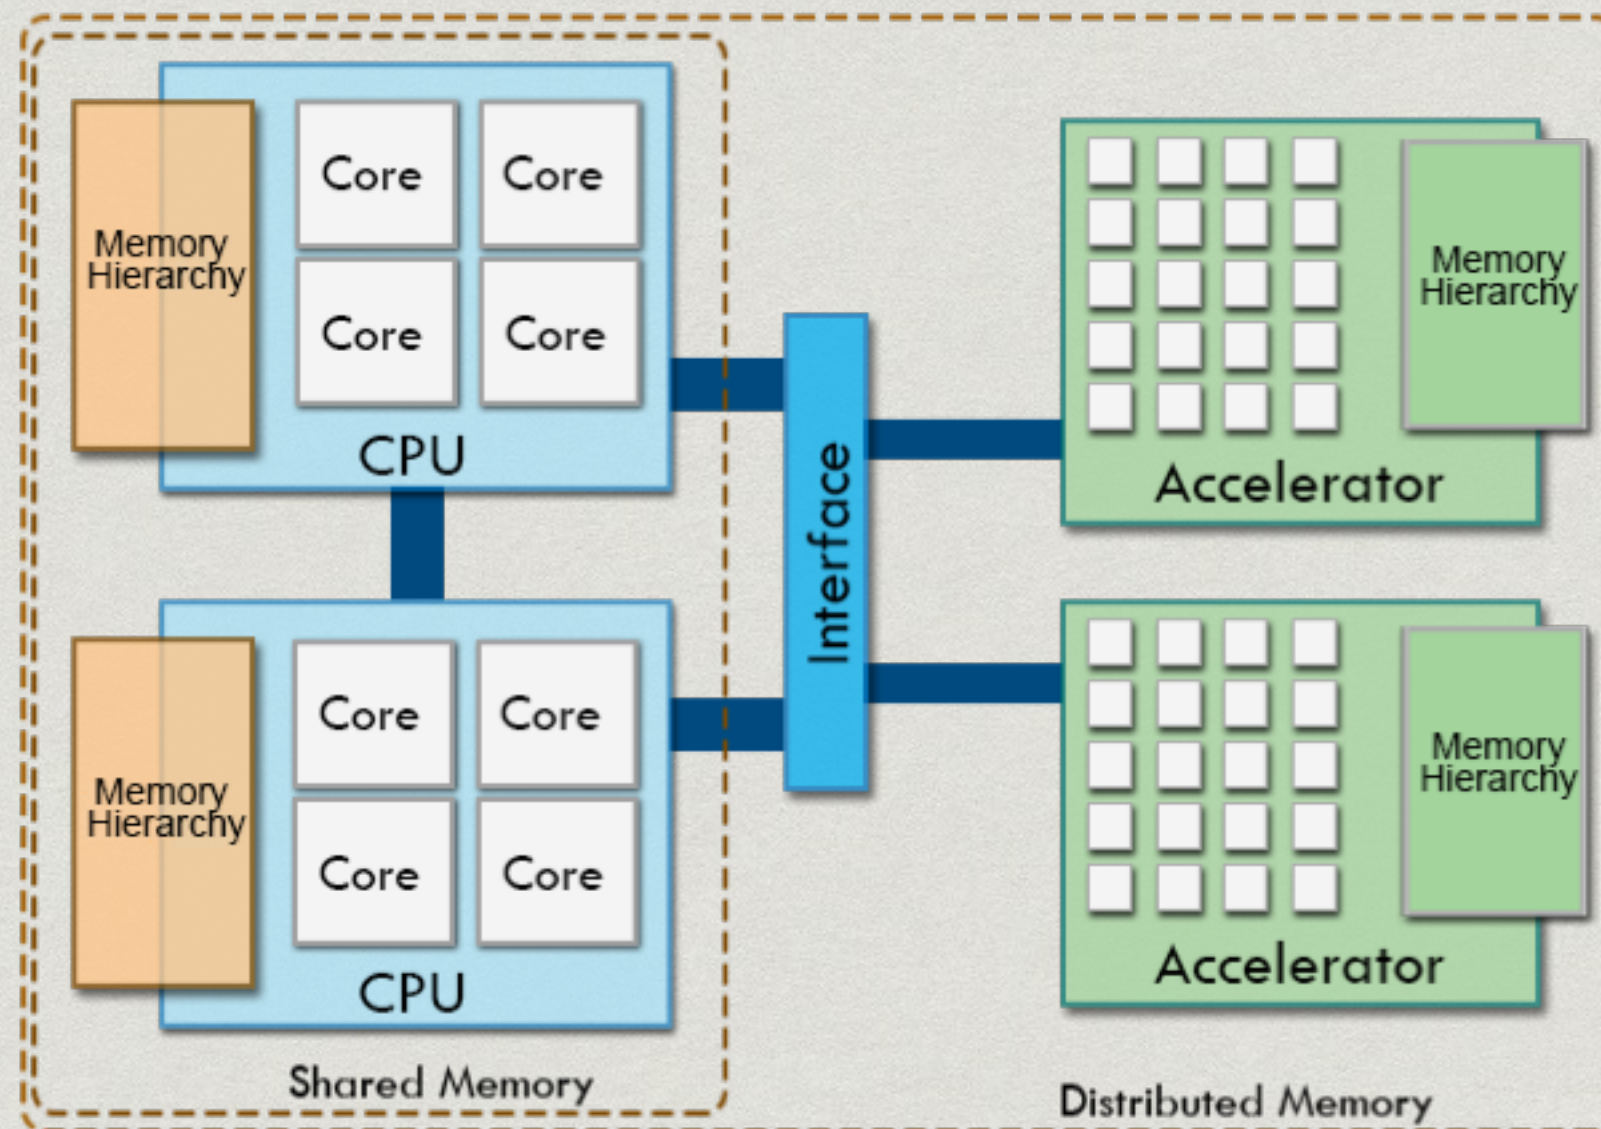 Memory
Hierarchy
Core
Core
Core
Core
CPU
Memory
Hierarchy
Core
Core
Core
Core
CPU
Shared Memory
Interface
Memory
Hierarchy
Accelerator
Memory
Hierarchy
Accelerator
Distributed Memory